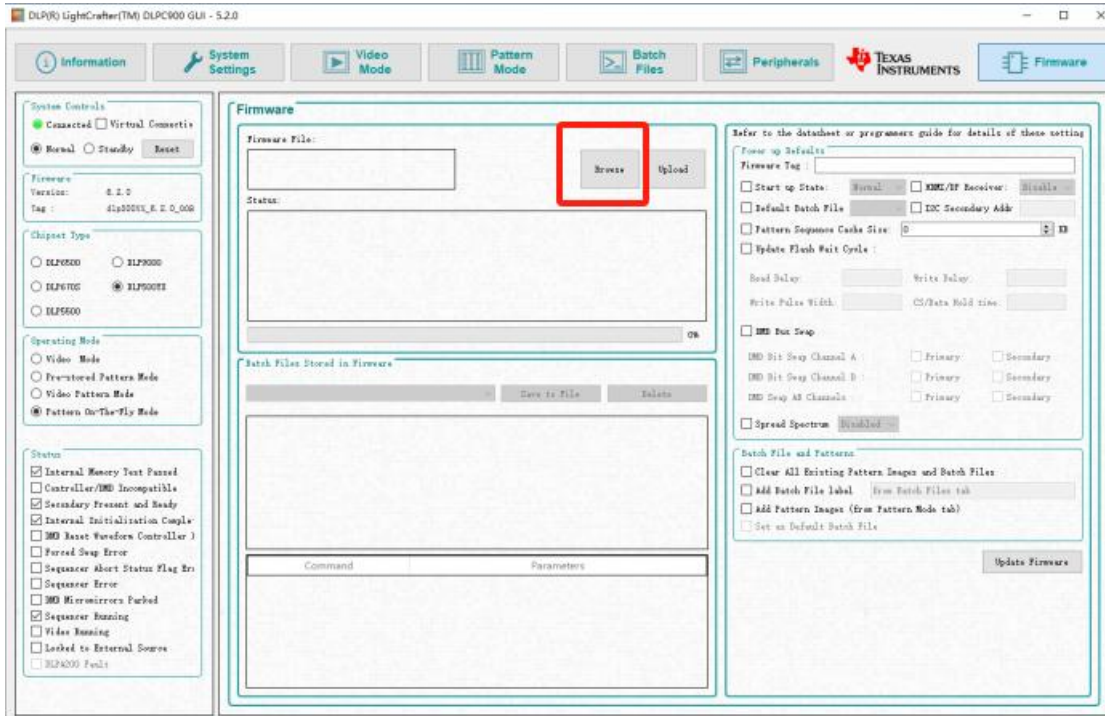 DLP(R) LightCrafter(TM) DLPC900 GUI - 5.2.0
Information
System Settings
Video Mode
Pattern Mode
Batch Files
Peripherals
TEXAS INSTRUMENTS
Firmware
System Controls
Connected Virtual Connectio
Normal Standby Reset
Firmware
Version: 6.2.0
Tag :
Chipset Type
DLP6500 DLP9000
DLP670S DLP500YX
DLP5500
Operating Mode
Video Mode
Pre-stored Pattern Mode
Video Pattern Mode
Pattern On-The-Fly Mode
Status
Internal Memory Test Passed
Controller/DMD Incompatible
Secondary Present and Ready
Internal Initialization Comple
DMD Reset Waveform Controller
Forced Swap Error
Sequencer Abort Status Flag Er
Sequencer Error
DMD Micromirrors Parked
Sequencer Running
Video Running
Locked to External Source
DLPA200 Fault
Firmware
Firmware File:
Browse Upload
Status:
0%
Batch Files Stored in Firmware
Save to File Delete
Command Parameters
Refer to the datasheet or programmers guide for details of these setting
Power up Defaults
Firmware Tag :
Start up State: Normal HDMI/DP Receiver: Disable
Default Batch File I2C Secondary Addr
Pattern Sequence Cache Size: 0 KB
Update Flash Wait Cycle :
Read Delay: Write Delay:
Write Pulse Width: CS/Data Hold time:
DMD Bus Swap
DMD Bit Swap Channel A : Primary Secondary
DMD Bit Swap Channel B : Primary Secondary
DMD Swap AB Channels : Primary Secondary
Spread Spectrum Disabled
Batch File and Patterns
Clear All Existing Pattern Images and Batch Files
Add Batch File label from Batch Files tab
Add Pattern Images (from Pattern Mode tab)
Set as Default Batch File
Update Firmware